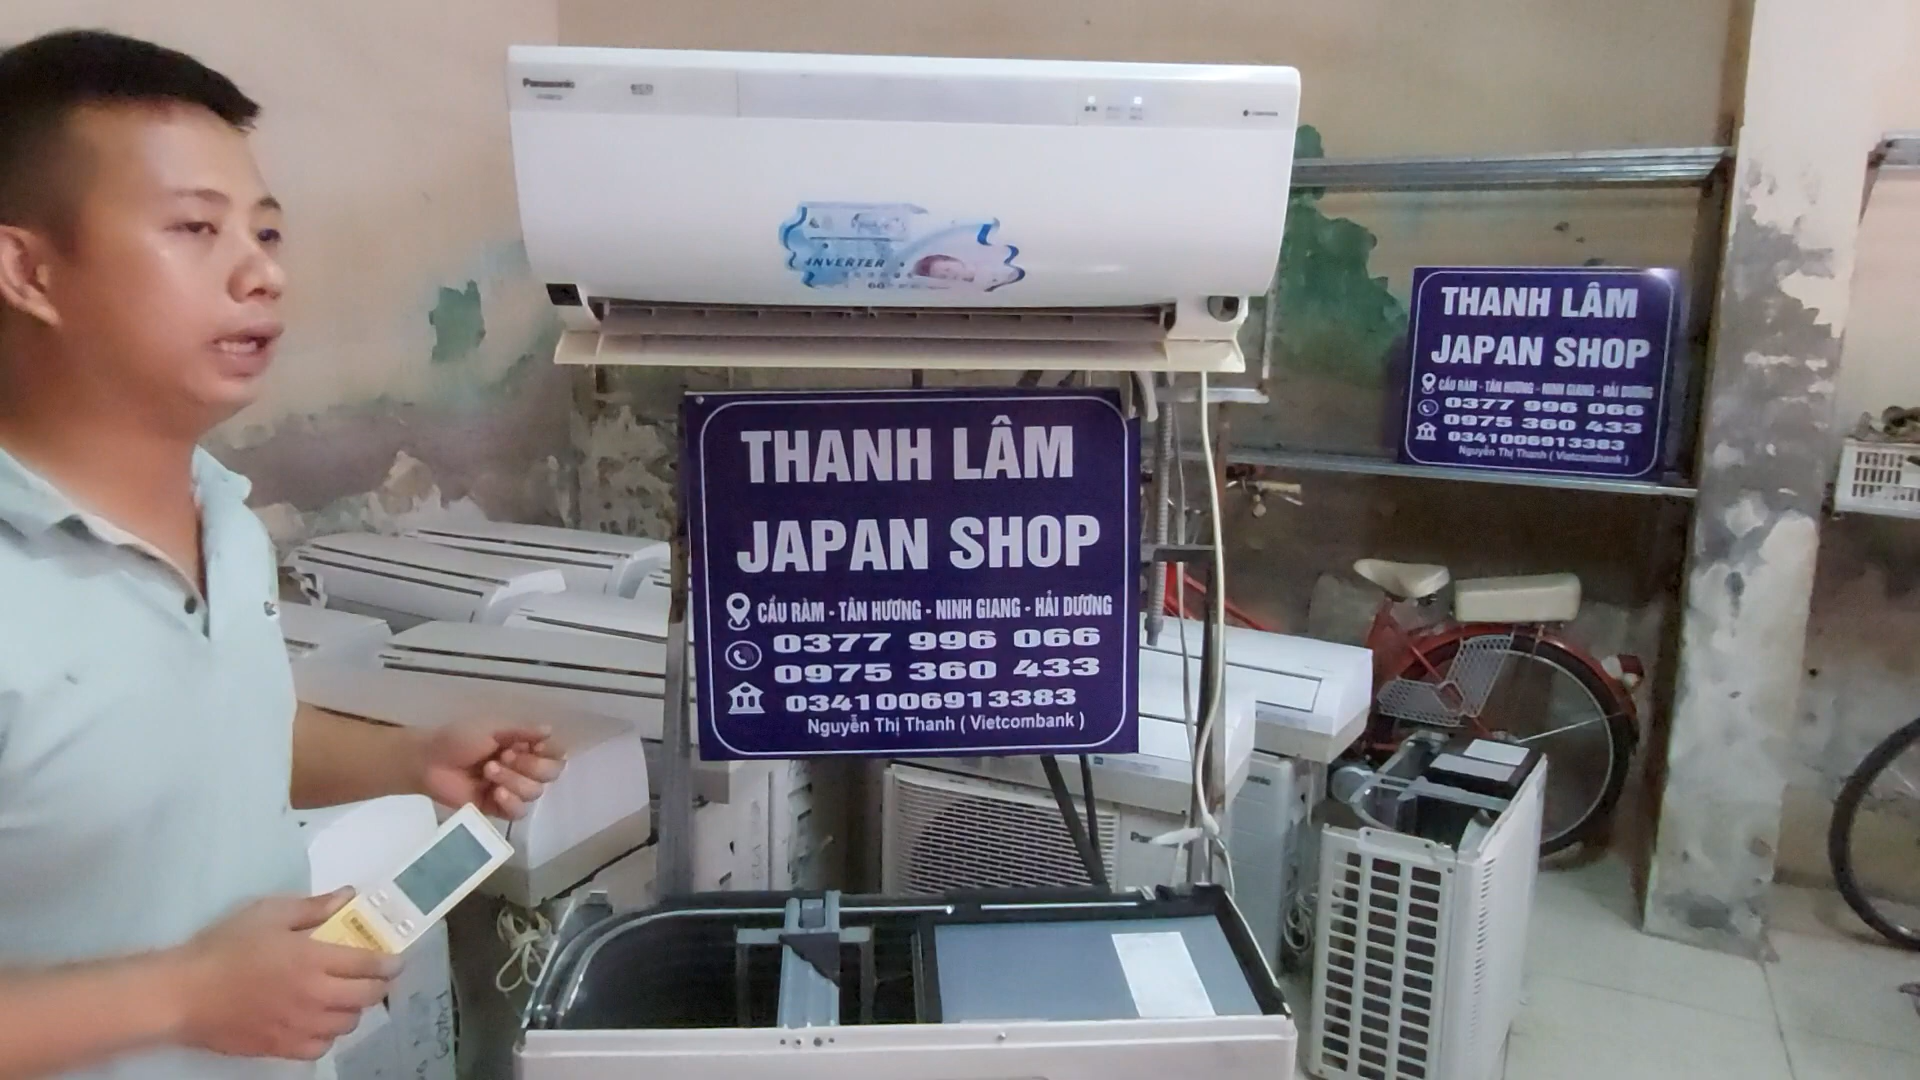 Panasonic
eco
INVERTER
THANH LÂM
JAPAN SHOP
CẦU RÀM - TÂN HƯƠNG - NINH GIANG - HẢI DƯƠNG
0377 996 066
0975 360 433
0341006913383
Nguyễn Thị Thanh ( Vietcombank )
THANH LÂM
JAPAN SHOP
CẦU RÀM - TÂN HƯƠNG - NINH GIANG - HẢI DƯƠNG
0377 996 066
0975 360 433
0341006913383
Nguyễn Thị Thanh ( Vietcombank )